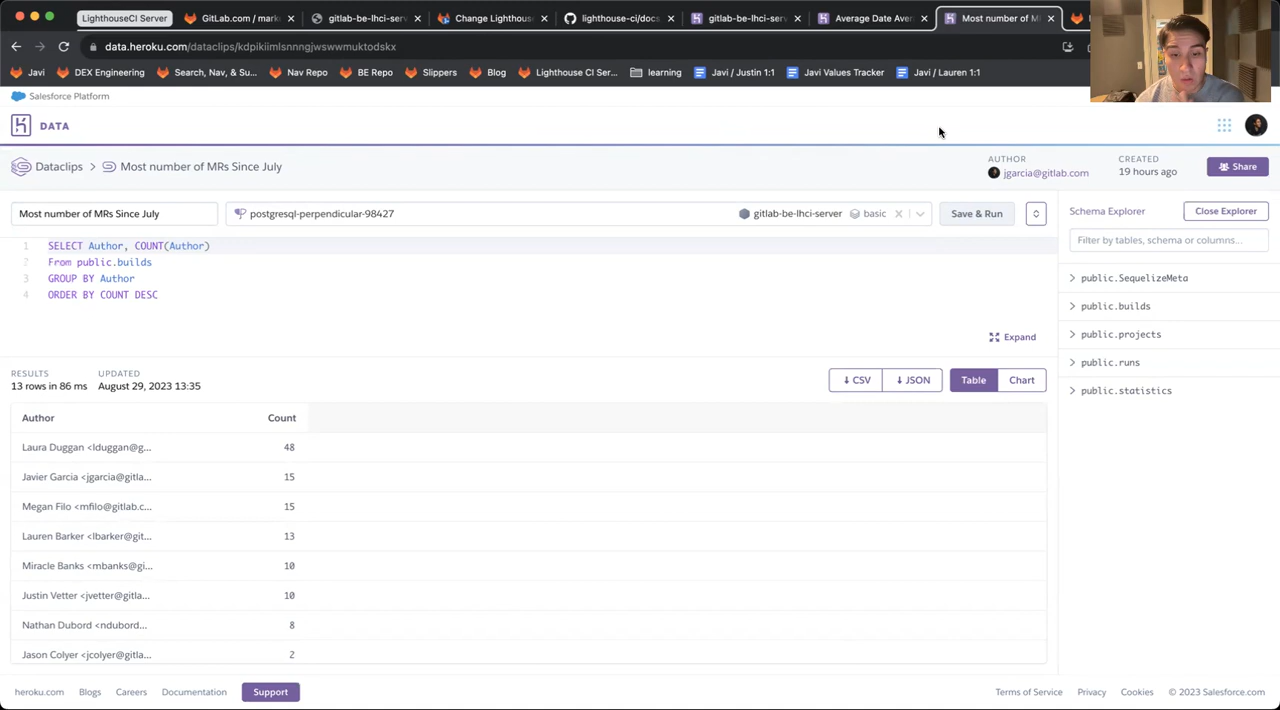 LighthouseCI Server
GitLab.com / mark
gitlab-be-lhci-serv
Change Lighthous
lighthouse-ci/docs
gitlab-be-lhci-serv
Average Date Aver
Most number of M
data.heroku.com/dataclips/kdpikiimlsnnngjwswwmuktodskx
Javi
DEX Engineering
Search, Nav, & Su...
Nav Repo
BE Repo
Slippers
Blog
Lighthouse CI Ser...
learning
Javi / Justin 1:1
Javi Values Tracker
Javi / Lauren 1:1
Salesforce Platform
DATA
Dataclips > Most number of MRs Since July
AUTHOR
jgarcia@gitlab.com
CREATED
19 hours ago
Share
Most number of MRs Since July
postgresql-perpendicular-98427
gitlab-be-lhci-server
basic
Save & Run
Schema Explorer
Close Explorer
Filter by tables, schema or columns...
public.SequelizeMeta
public.builds
public.projects
public.runs
public.statistics
1 SELECT Author, COUNT(Author)
2 From public.builds
3 GROUP BY Author
4 ORDER BY COUNT DESC
Expand
RESULTS
13 rows in 86 ms
UPDATED
August 29, 2023 13:35
CSV
JSON
Table
Chart
Author Count
Laura Duggan <lduggan@g... 48
Javier Garcia <jgarcia@gitla... 15
Megan Filo <mfilo@gitlab.c... 15
Lauren Barker <lbarker@git... 13
Miracle Banks <mbanks@gi... 10
Justin Vetter <jvetter@gitla... 10
Nathan Dubord <ndubord... 8
Jason Colyer <jcolyer@gitla... 2
heroku.com
Blogs
Careers
Documentation
Support
Terms of Service
Privacy
Cookies
© 2023 Salesforce.com